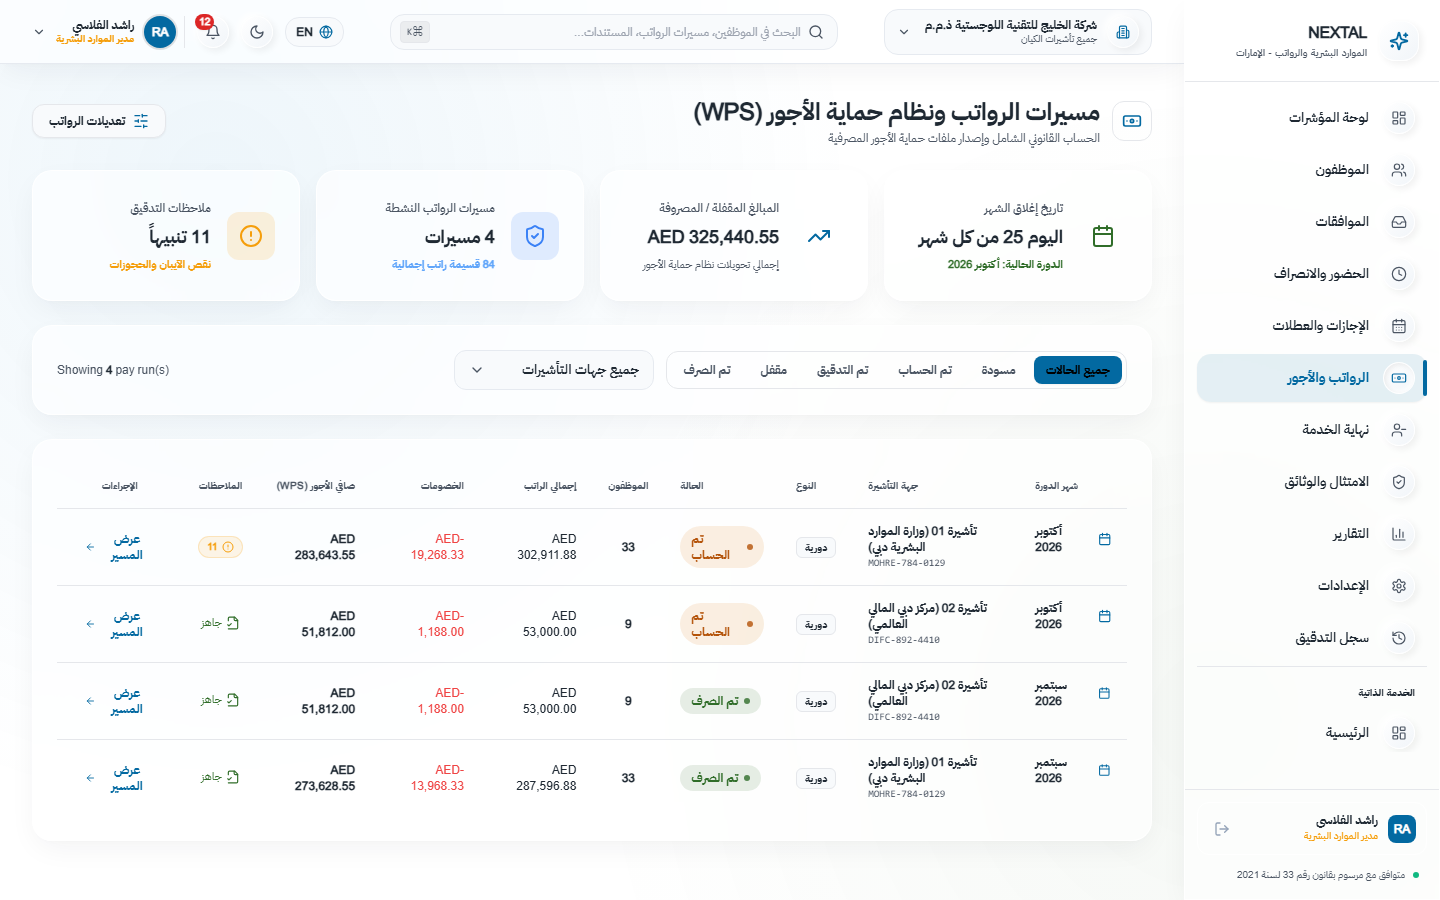 NEXTAL
الموارد البشرية والرواتب - الإمارات
لوحة المؤشرات
الموظفون
الموافقات
الحضور والانصراف
الإجازات والعطلات
الرواتب والأجور
نهاية الخدمة
الامتثال والوثائق
التقارير
الإعدادات
سجل التدقيق
الخدمة الذاتية
الرئيسية
RA
راشد الفلاسي
مدير الموارد البشرية
متوافق مع مرسوم بقانون رقم 33 لسنة 2021
شركة الخليج للتقنية اللوجستية ذ.م.م
جميع تأشيرات الكيان
البحث في الموظفين، مسيرات الرواتب، المستندات...
⌘K
EN
12
RA
راشد الفلاسي
مدير الموارد البشرية
مسيرات الرواتب ونظام حماية الأجور (WPS)
الحساب القانوني الشامل وإصدار ملفات حماية الأجور المصرفية
تعديلات الرواتب
تاريخ إغلاق الشهر
اليوم 25 من كل شهر
الدورة الحالية: أكتوبر 2026
المبالغ المقفلة / المصروفة
AED 325,440.55
إجمالي تحويلات نظام حماية الأجور
مسيرات الرواتب النشطة
4 مسيرات
84 قسيمة راتب إجمالية
ملاحظات التدقيق
11 تنبيهاً
نقص الآيبان والحجوزات
جميع الحالات
مسودة
تم الحساب
تم التدقيق
مقفل
تم الصرف
جميع جهات التأشيرات
Showing 4 pay run(s)
شهر الدورة جهة التأشيرة النوع الحالة الموظفون إجمالي الراتب الخصومات صافي الأجور (WPS) الملاحظات الإجراءات
أكتوبر 2026
تأشيرة 01 (وزارة الموارد البشرية دبي)
MOHRE-784-0129
دورية
تم الحساب
33
AED 302,911.88
AED-19,268.33
AED 283,643.55
11
عرض المسير
أكتوبر 2026
تأشيرة 02 (مركز دبي المالي العالمي)
DIFC-892-4410
دورية
تم الحساب
9
AED 53,000.00
AED-1,188.00
AED 51,812.00
جاهز
عرض المسير
سبتمبر 2026
تأشيرة 02 (مركز دبي المالي العالمي)
DIFC-892-4410
دورية
تم الصرف
9
AED 53,000.00
AED-1,188.00
AED 51,812.00
جاهز
عرض المسير
سبتمبر 2026
تأشيرة 01 (وزارة الموارد البشرية دبي)
MOHRE-784-0129
دورية
تم الصرف
33
AED 287,596.88
AED-13,968.33
AED 273,628.55
جاهز
عرض المسير